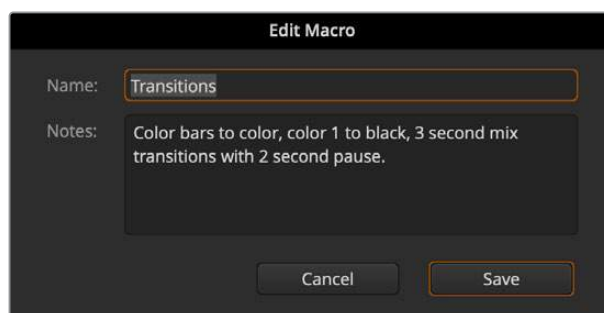 Edit Macro
Name: Transitions
Notes: Color bars to color, color 1 to black, 3 second mix
transitions with 2 second pause.
Cancel Save